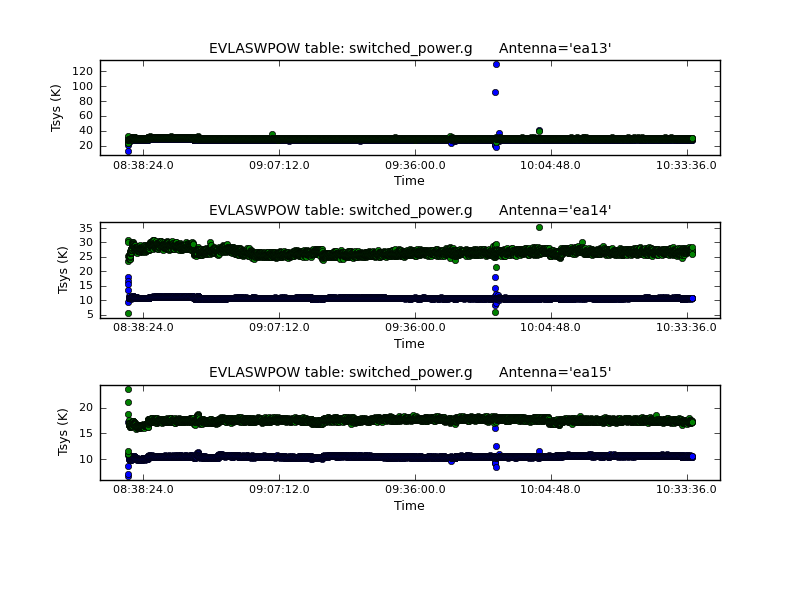 EVLASWPOW table: switched_power.g Antenna='ea13'
120
100
80
60
40
20
Tsys (K)
08:38:24.0 09:07:12.0 09:36:00.0 10:04:48.0 10:33:36.0
Time
EVLASWPOW table: switched_power.g Antenna='ea14'
35
30
25
20
15
10
5
Tsys (K)
08:38:24.0 09:07:12.0 09:36:00.0 10:04:48.0 10:33:36.0
Time
EVLASWPOW table: switched_power.g Antenna='ea15'
20
15
10
Tsys (K)
08:38:24.0 09:07:12.0 09:36:00.0 10:04:48.0 10:33:36.0
Time